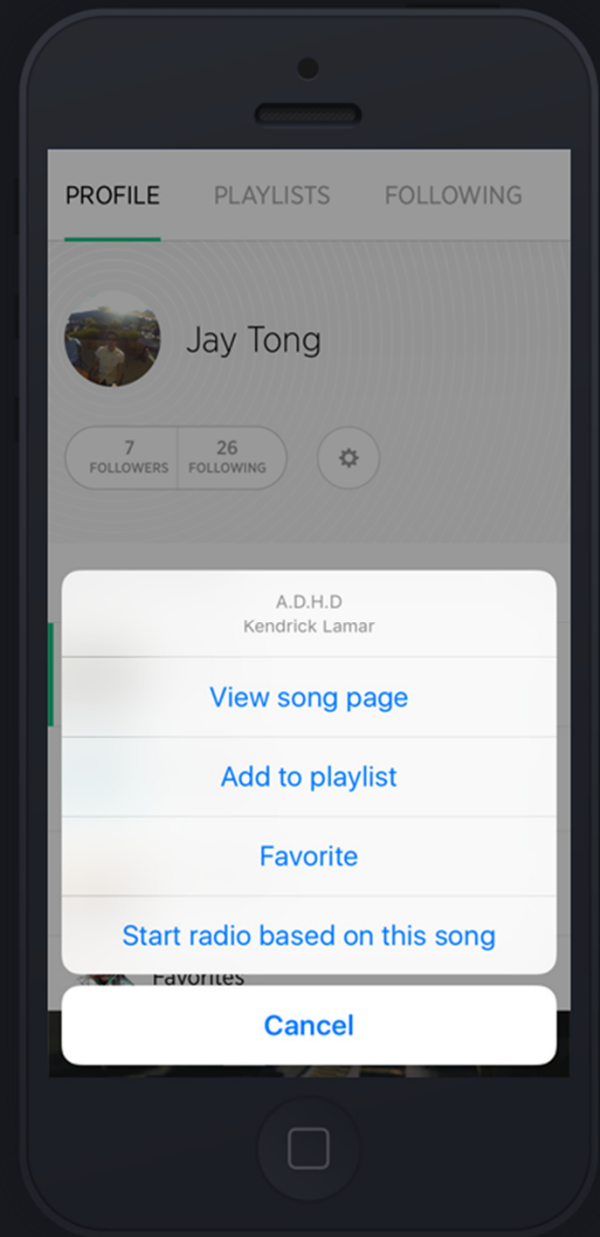 PROFILE PLAYLISTS FOLLOWING
Jay Tong
7 26
FOLLOWERS FOLLOWING
A.D.H.D
Kendrick Lamar
View song page
Add to playlist
Favorite
Start radio based on this song
Favorites
Cancel